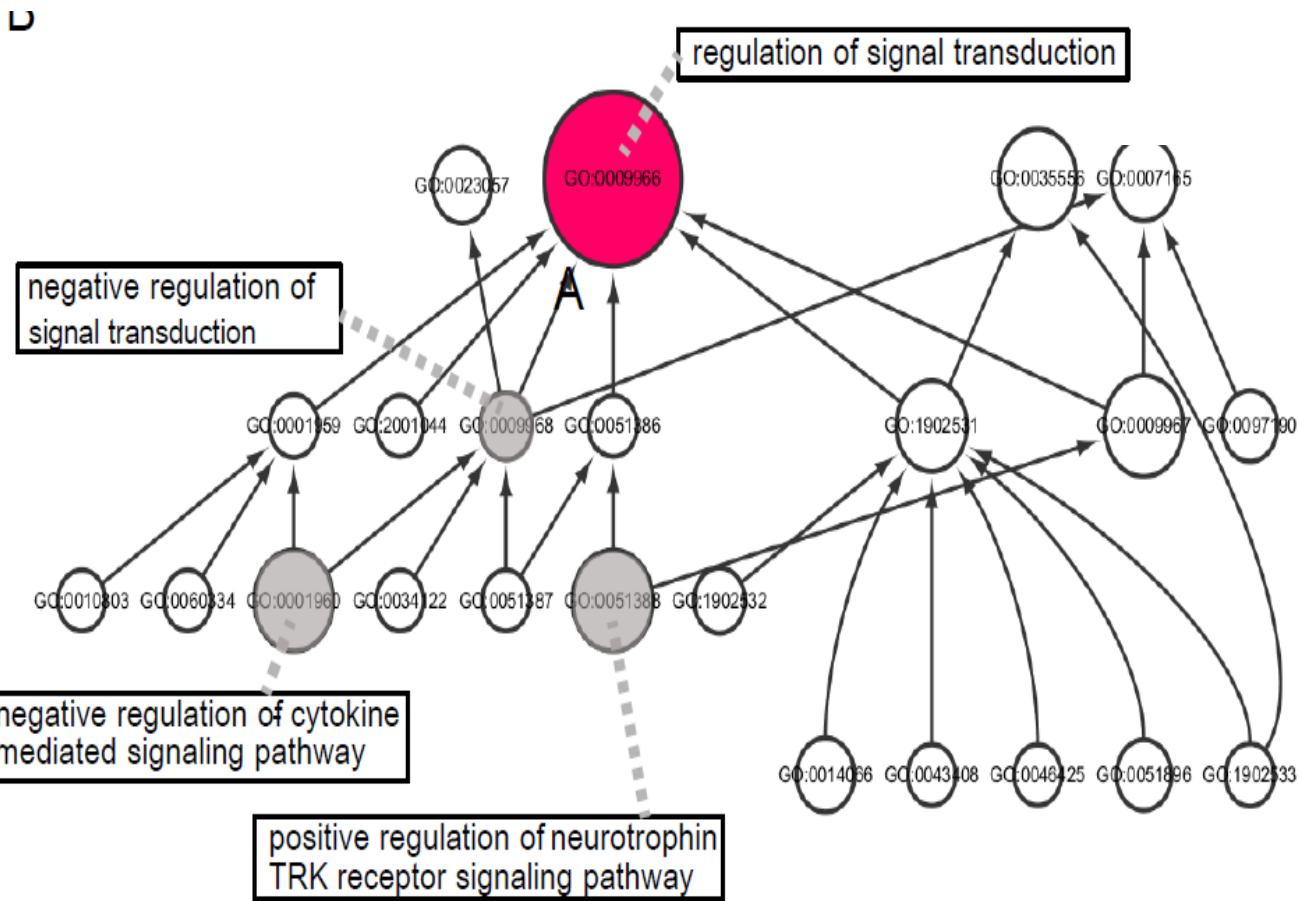 regulation of signal transduction
GO:0023057 GO:0009966 GO:0035556 GO:0007165
negative regulation of
signal transduction
A
GO:0001959 GO:2001044 GO:0009968 GO:0051386 GO:1902531 GO:0009967 GO:0097190
GO:0010803 GO:0060334 GO:0001960 GO:0034122 GO:0051387 GO:0051388 GO:1902532
negative regulation of cytokine
mediated signaling pathway
GO:0014066 GO:0043408 GO:0046425 GO:0051896 GO:1902533
positive regulation of neurotrophin
TRK receptor signaling pathway